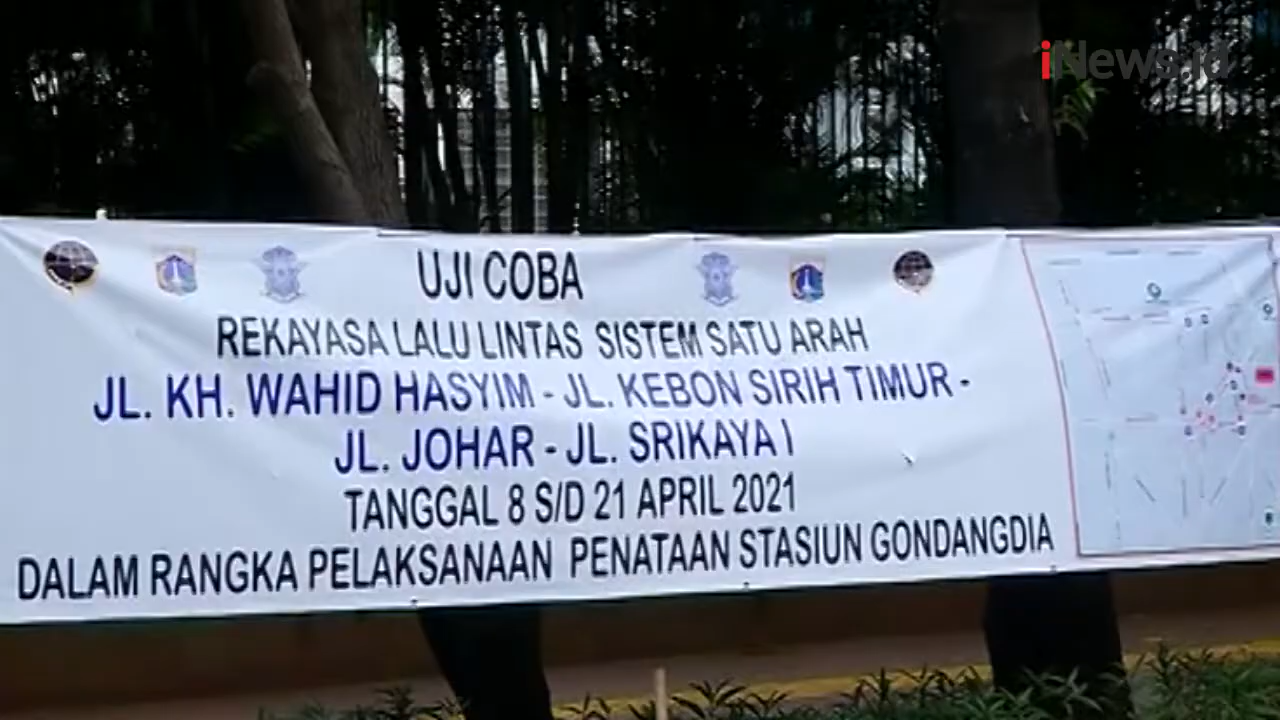 iNews.id
UJI COBA
REKAYASA LALU LINTAS SISTEM SATU ARAH
JL. KH. WAHID HASYIM - JL. KEBON SIRIH TIMUR -
JL. JOHAR - JL. SRIKAYA I
TANGGAL 8 S/D 21 APRIL 2021
DALAM RANGKA PELAKSANAAN PENATAAN STASIUN GONDANGDIA